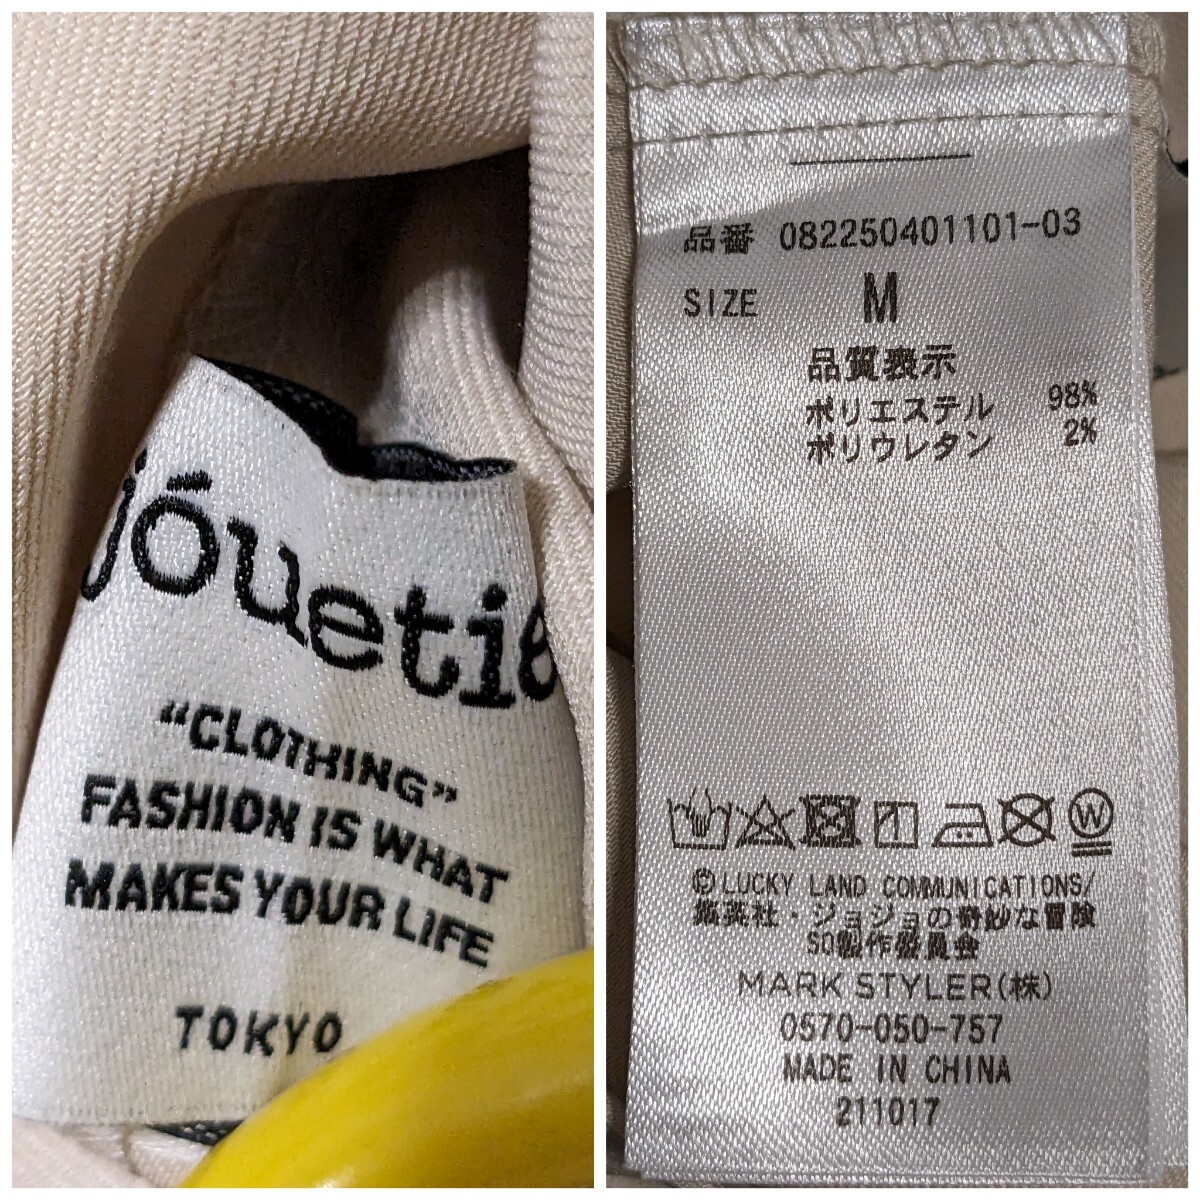 jóuetie
“CLOTHING”
FASHION IS WHAT
MAKES YOUR LIFE
TOKYO
品番 082250401101-03
SIZE M
品質表示
ポリエステル 98%
ポリウレタン 2%
W
©LUCKY LAND COMMUNICATIONS/
集英社・ジョジョの奇妙な冒険
SO製作委員会
MARK STYLER(株)
0570-050-757
MADE IN CHINA
211017